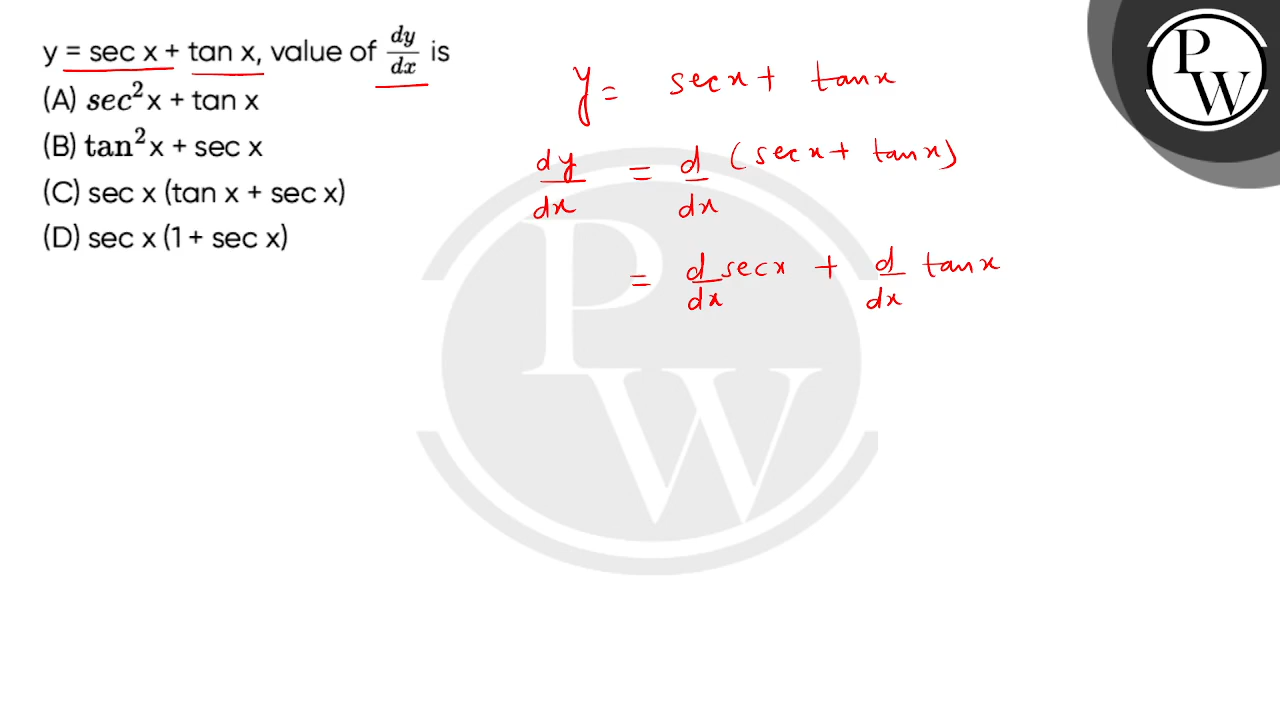 y = sec x + tan x, value of dy/dx is
(A) sec²x + tan x
(B) tan²x + sec x
(C) sec x (tan x + sec x)
(D) sec x (1 + sec x)
y = secx + tanx
dy/dx = d/dx (secx + tanx)
= d/dx secx + d/dx tanx
P
W
P
W